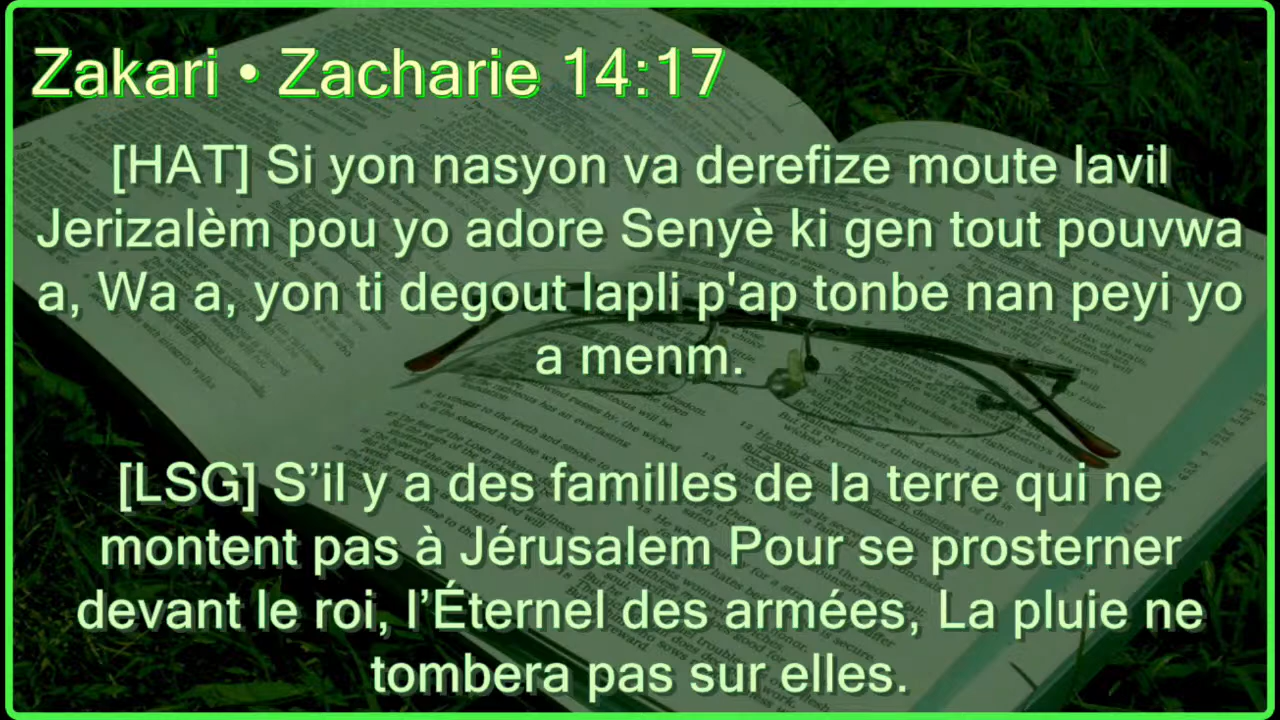 Zakari • Zacharie 14:17
[HAT] Si yon nasyon va derefize moute lavil
Jerizalèm pou yo adore Senyè ki gen tout pouvwa
a, Wa a, yon ti degout lapli p'ap tonbe nan peyi yo
a menm.
[LSG] S’il y a des familles de la terre qui ne
montent pas à Jérusalem Pour se prosterner
devant le roi, l’Éternel des armées, La pluie ne
tombera pas sur elles.